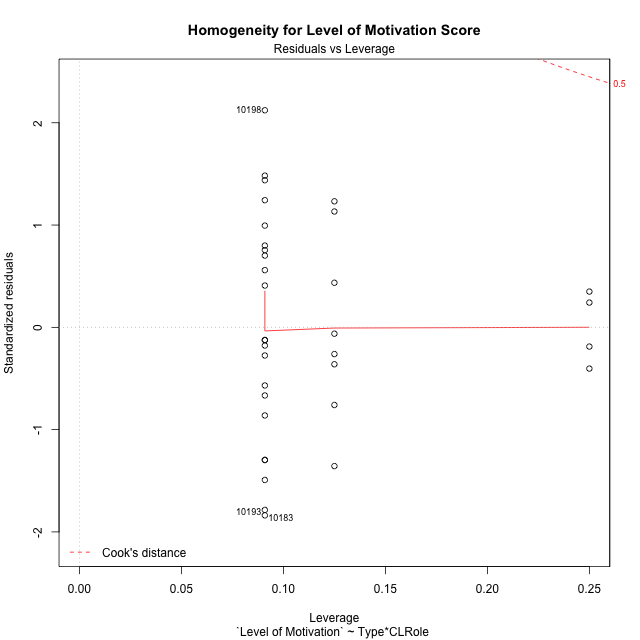 Homogeneity for Level of Motivation Score
Residuals vs Leverage
0.5
10198
2
1
0
-1
-2
Standardized residuals
10193
10183
Cook's distance
0.00 0.05 0.10 0.15 0.20 0.25
Leverage
`Level of Motivation` ~ Type*CLRole